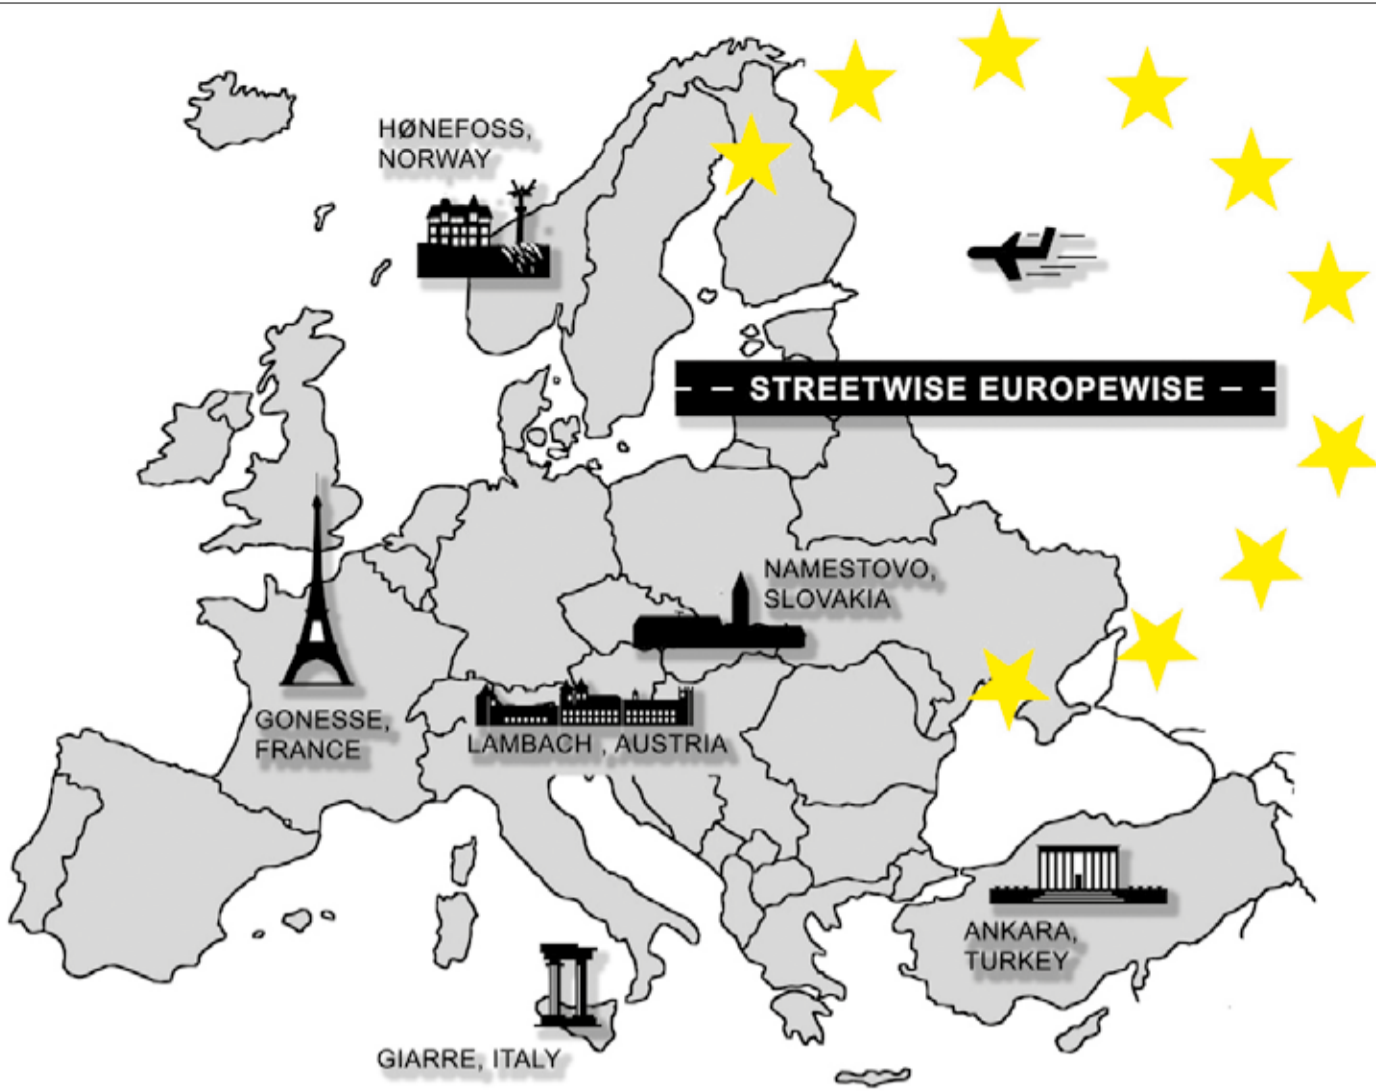 HØNEFOSS,
NORWAY
– – STREETWISE EUROPEWISE – –
NAMESTOVO,
SLOVAKIA
GONESSE,
FRANCE
LAMBACH , AUSTRIA
ANKARA,
TURKEY
GIARRE, ITALY